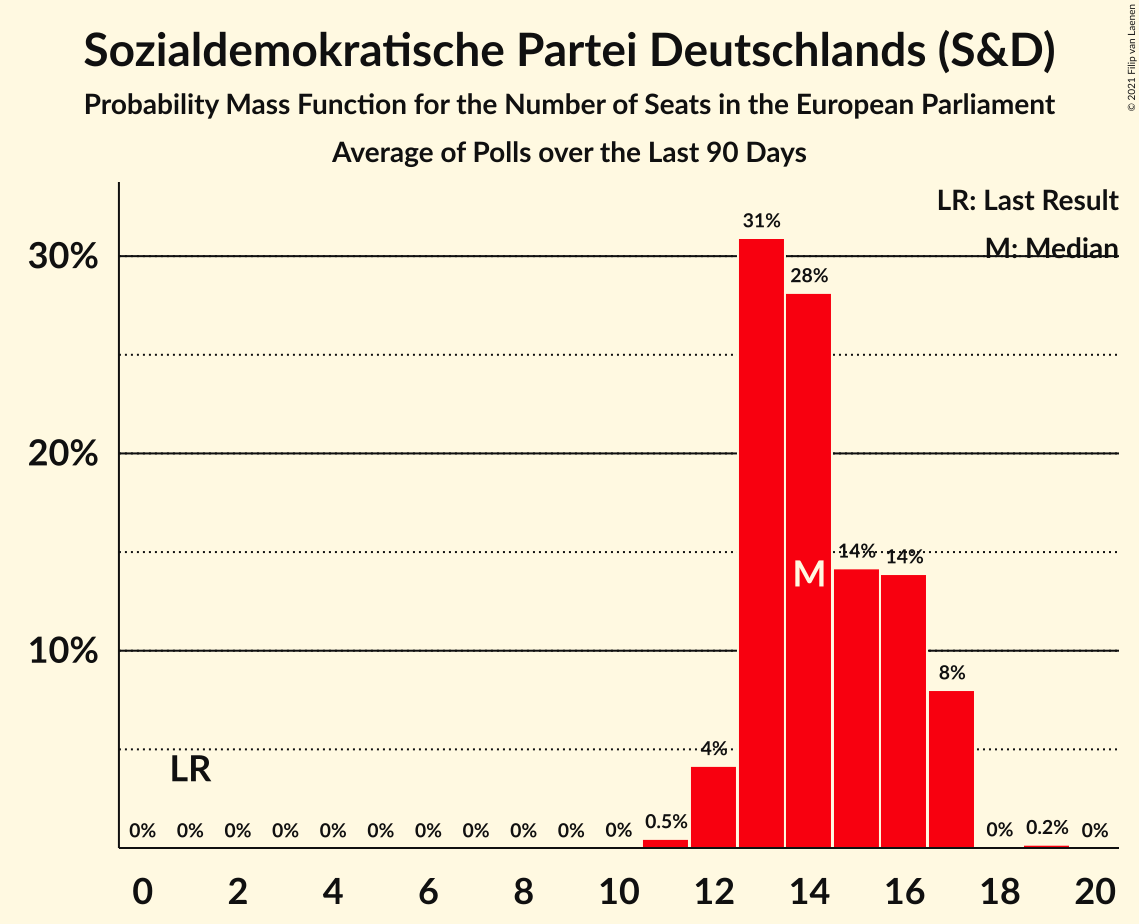 Sozialdemokratische Partei Deutschlands (S&D)
Probability Mass Function for the Number of Seats in the European Parliament
Average of Polls over the Last 90 Days
© 2021 Filip van Laenen
LR: Last Result
M: Median
30%
20%
10%
31%
28%
14%
14%
8%
4%
0.5%
0.2%
M
LR
0% 0% 0% 0% 0% 0% 0% 0% 0% 0% 0% 0% 0%
0 2 4 6 8 10 12 14 16 18 20